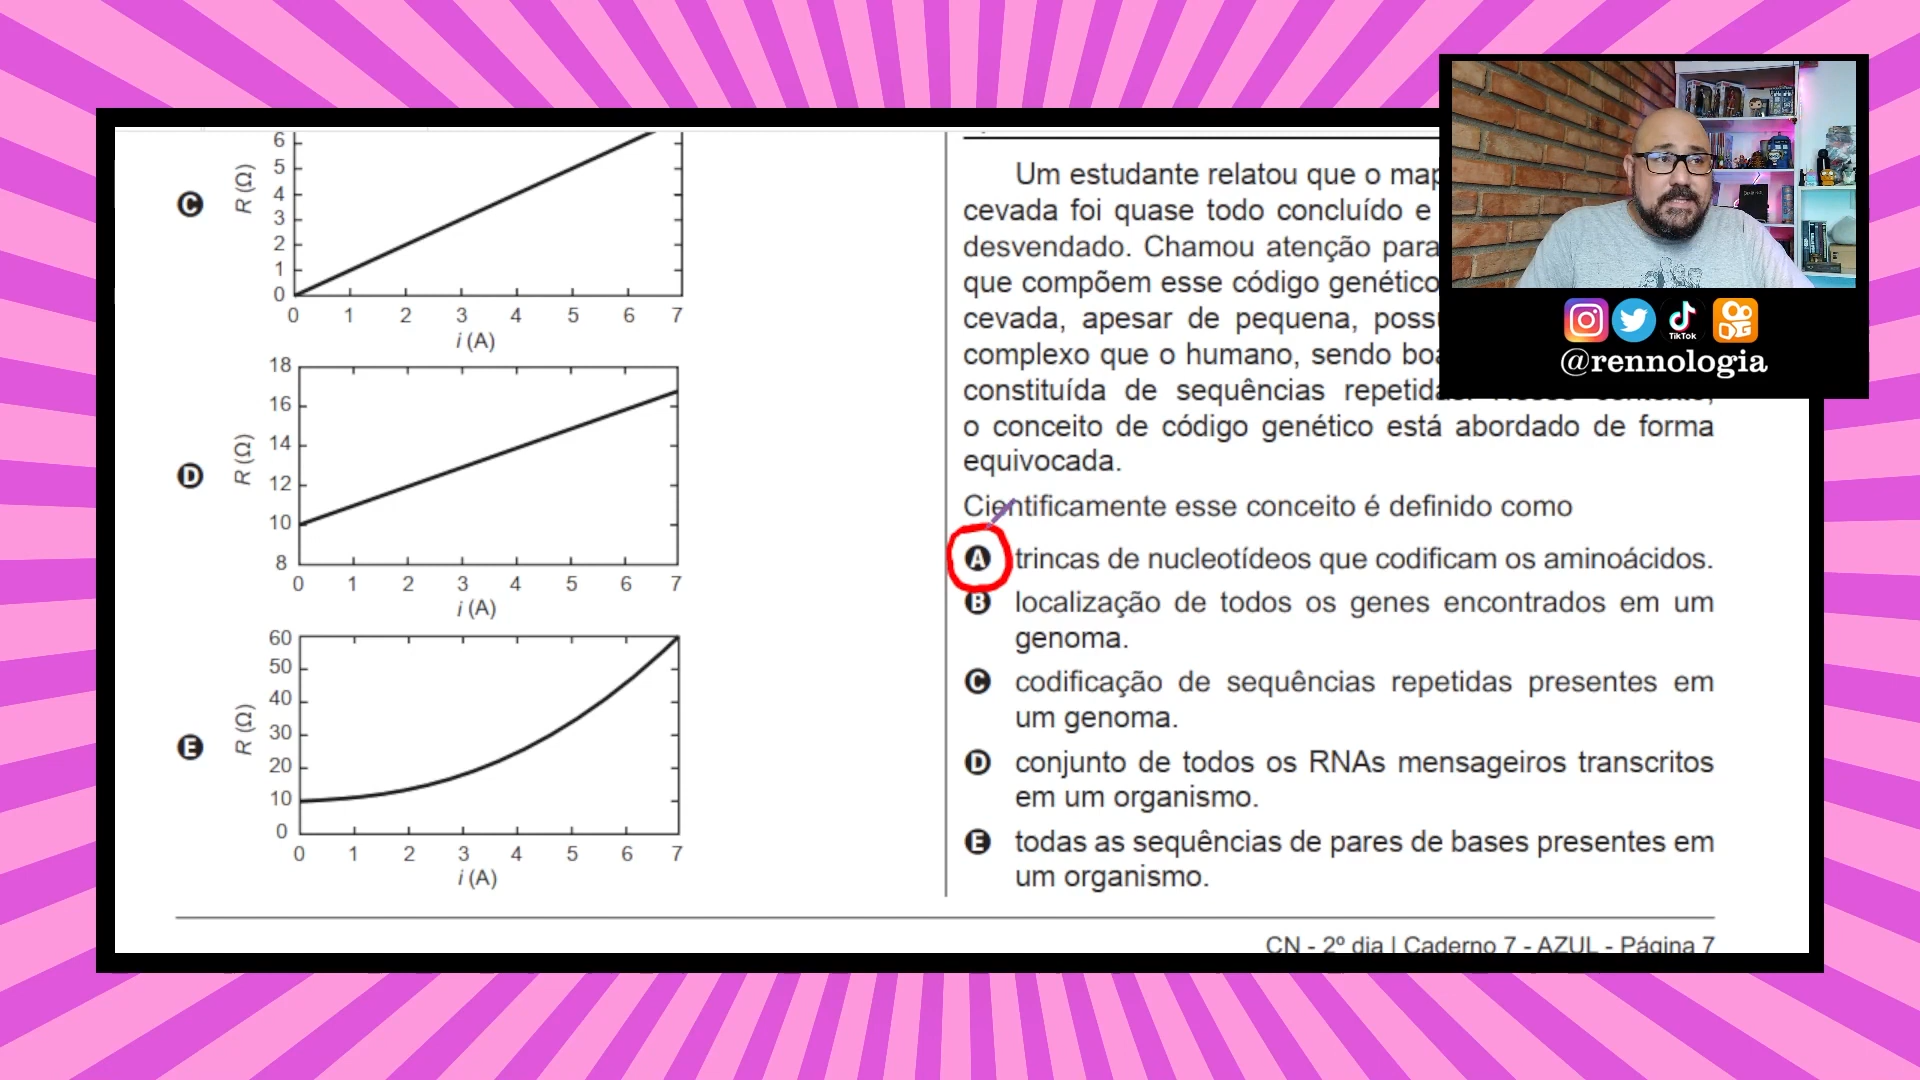 C
R (Ω)
6
5
4
3
2
1
0
0 1 2 3 4 5 6 7
i (A)
D
R (Ω)
18
16
14
12
10
8
0 1 2 3 4 5 6 7
i (A)
E
R (Ω)
60
50
40
30
20
10
0
0 1 2 3 4 5 6 7
i (A)
Um estudante relatou que o
cevada foi quase todo concluído e
desvendado. Chamou atenção para
que compõem esse código genético
cevada, apesar de pequena,
complexo que o humano, sendo
constituída de sequências
o conceito de código genético está abordado de forma
equivocada.
Cientificamente esse conceito é definido como
A trincas de nucleotídeos que codificam os aminoácidos.
B localização de todos os genes encontrados em um
genoma.
C codificação de sequências repetidas presentes em
um genoma.
D conjunto de todos os RNAs mensageiros transcritos
em um organismo.
E todas as sequências de pares de bases presentes em
um organismo.
CN - 2º dia | Caderno 7 - AZUL - Página 7
TikTok
@rennologia